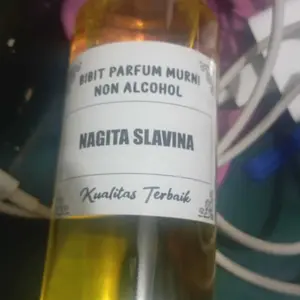 BIBIT PARFUM MURNI
NON ALCOHOL
NAGITA SLAVINA
Kualitas Terbaik